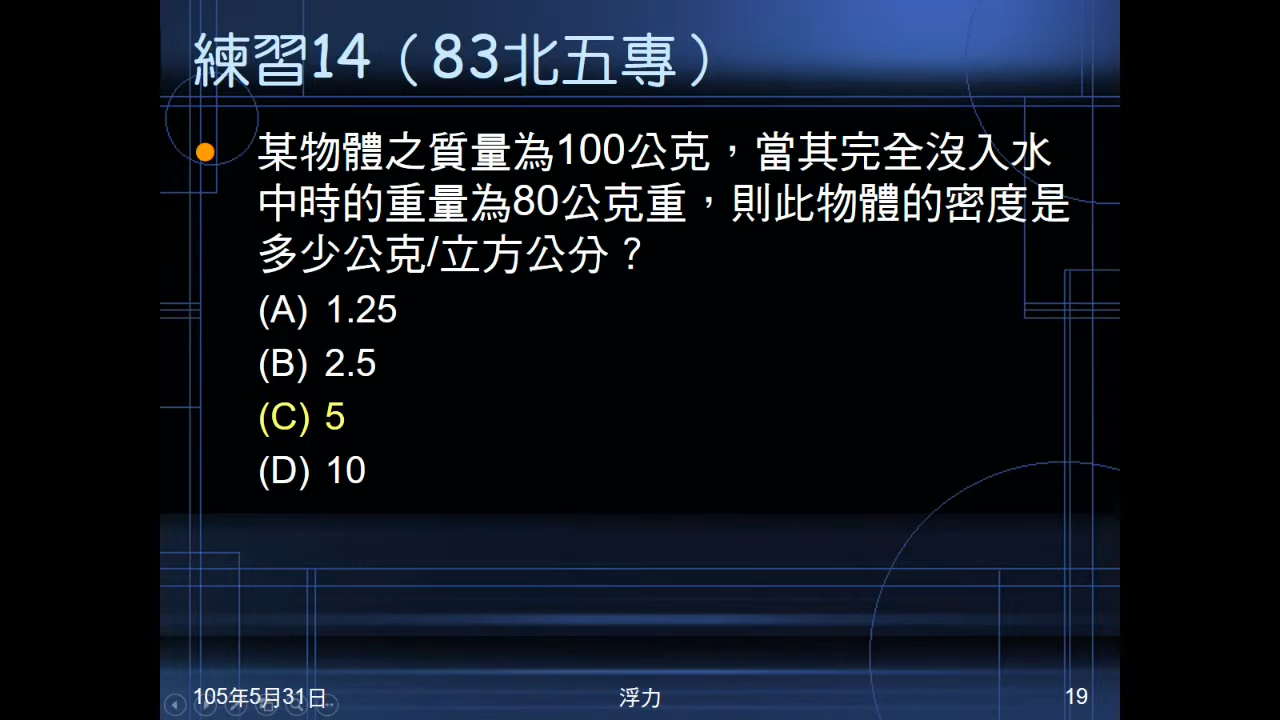 練習14（83北五專）
某物體之質量為100公克，當其完全沒入水
中時的重量為80公克重，則此物體的密度是
多少公克/立方公分？
(A) 1.25
(B) 2.5
(C) 5
(D) 10
105年5月31日
浮力
19